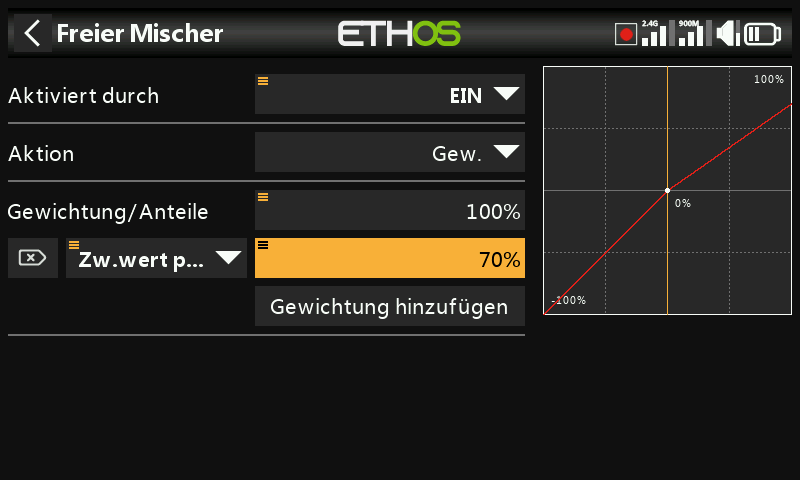 Freier Mischer
ETHOS
2.4G
900M
Aktiviert durch
EIN
Aktion
Gew.
Gewichtung/Anteile
100%
Zw.wert p...
70%
Gewichtung hinzufügen
100%
0%
-100%